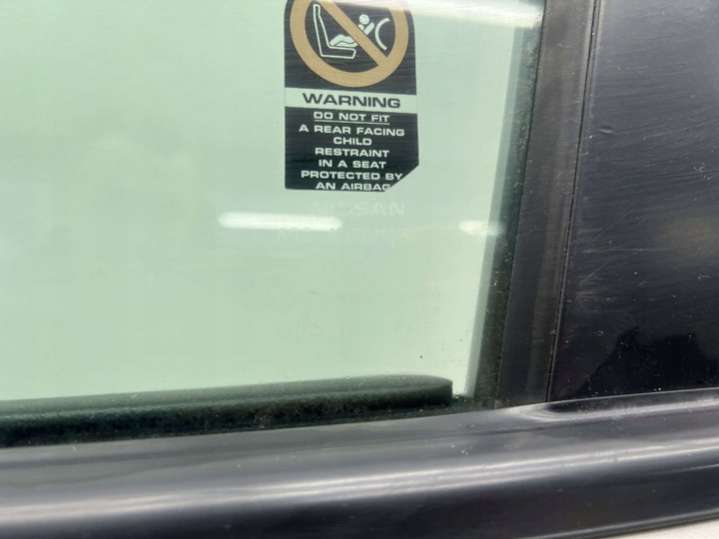 WARNING
DO NOT FIT
A REAR FACING
CHILD
RESTRAINT
IN A SEAT
PROTECTED BY
AN AIRBAG
NISSAN